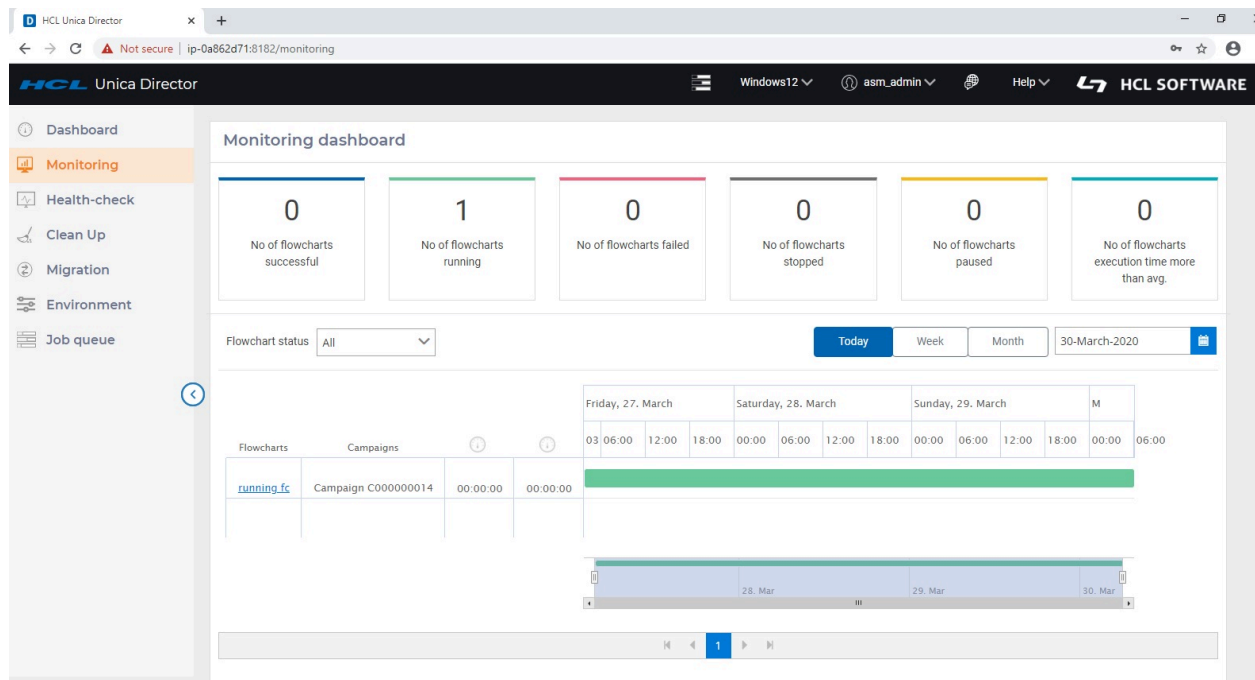 D HCL Unica Director × +
Not secure | ip-0a862d71:8182/monitoring
HCL Unica Director
Windows12
asm_admin
Help
HCL SOFTWARE
Dashboard
Monitoring
Health-check
Clean Up
Migration
Environment
Job queue
Monitoring dashboard
0
No of flowcharts
successful
1
No of flowcharts
running
0
No of flowcharts failed
0
No of flowcharts
stopped
0
No of flowcharts
paused
0
No of flowcharts
execution time more
than avg.
Flowchart status All
Today Week Month 30-March-2020
Friday, 27. March Saturday, 28. March Sunday, 29. March M
03 06:00 12:00 18:00 00:00 06:00 12:00 18:00 00:00 06:00 12:00 18:00 00:00 06:00
Flowcharts Campaigns
running fc Campaign C000000014 00:00:00 00:00:00
28. Mar 29. Mar 30. Mar
1